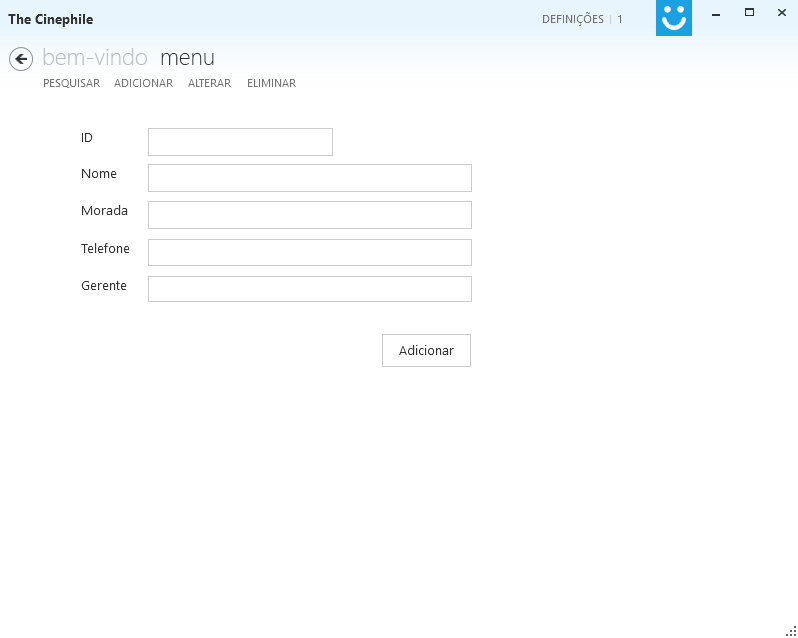 The Cinephile
DEFINIÇÕES | 1
bem-vindo menu
PESQUISAR ADICIONAR ALTERAR ELIMINAR
ID
Nome
Morada
Telefone
Gerente
Adicionar